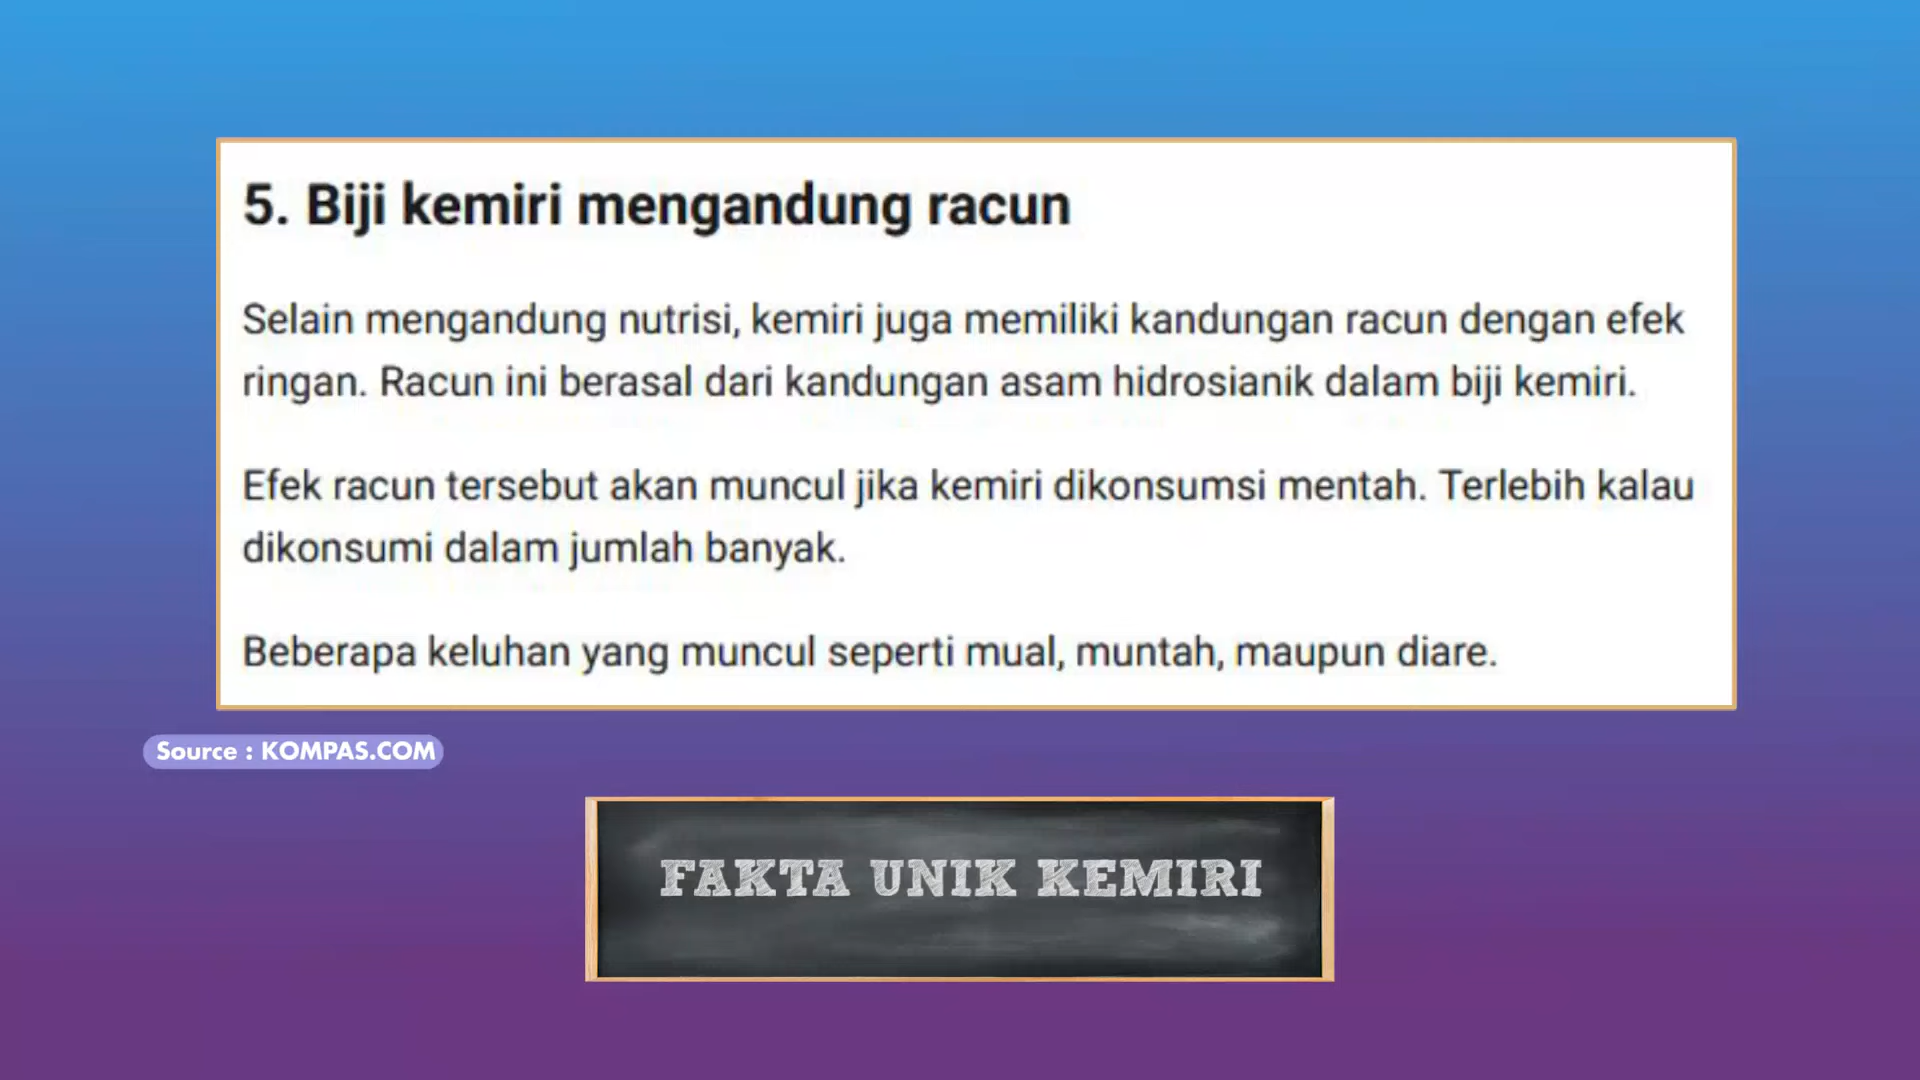 5. Biji kemiri mengandung racun
Selain mengandung nutrisi, kemiri juga memiliki kandungan racun dengan efek
ringan. Racun ini berasal dari kandungan asam hidrosianik dalam biji kemiri.
Efek racun tersebut akan muncul jika kemiri dikonsumsi mentah. Terlebih kalau
dikonsumi dalam jumlah banyak.
Beberapa keluhan yang muncul seperti mual, muntah, maupun diare.
Source : KOMPAS.COM
FAKTA UNIK KEMIRI